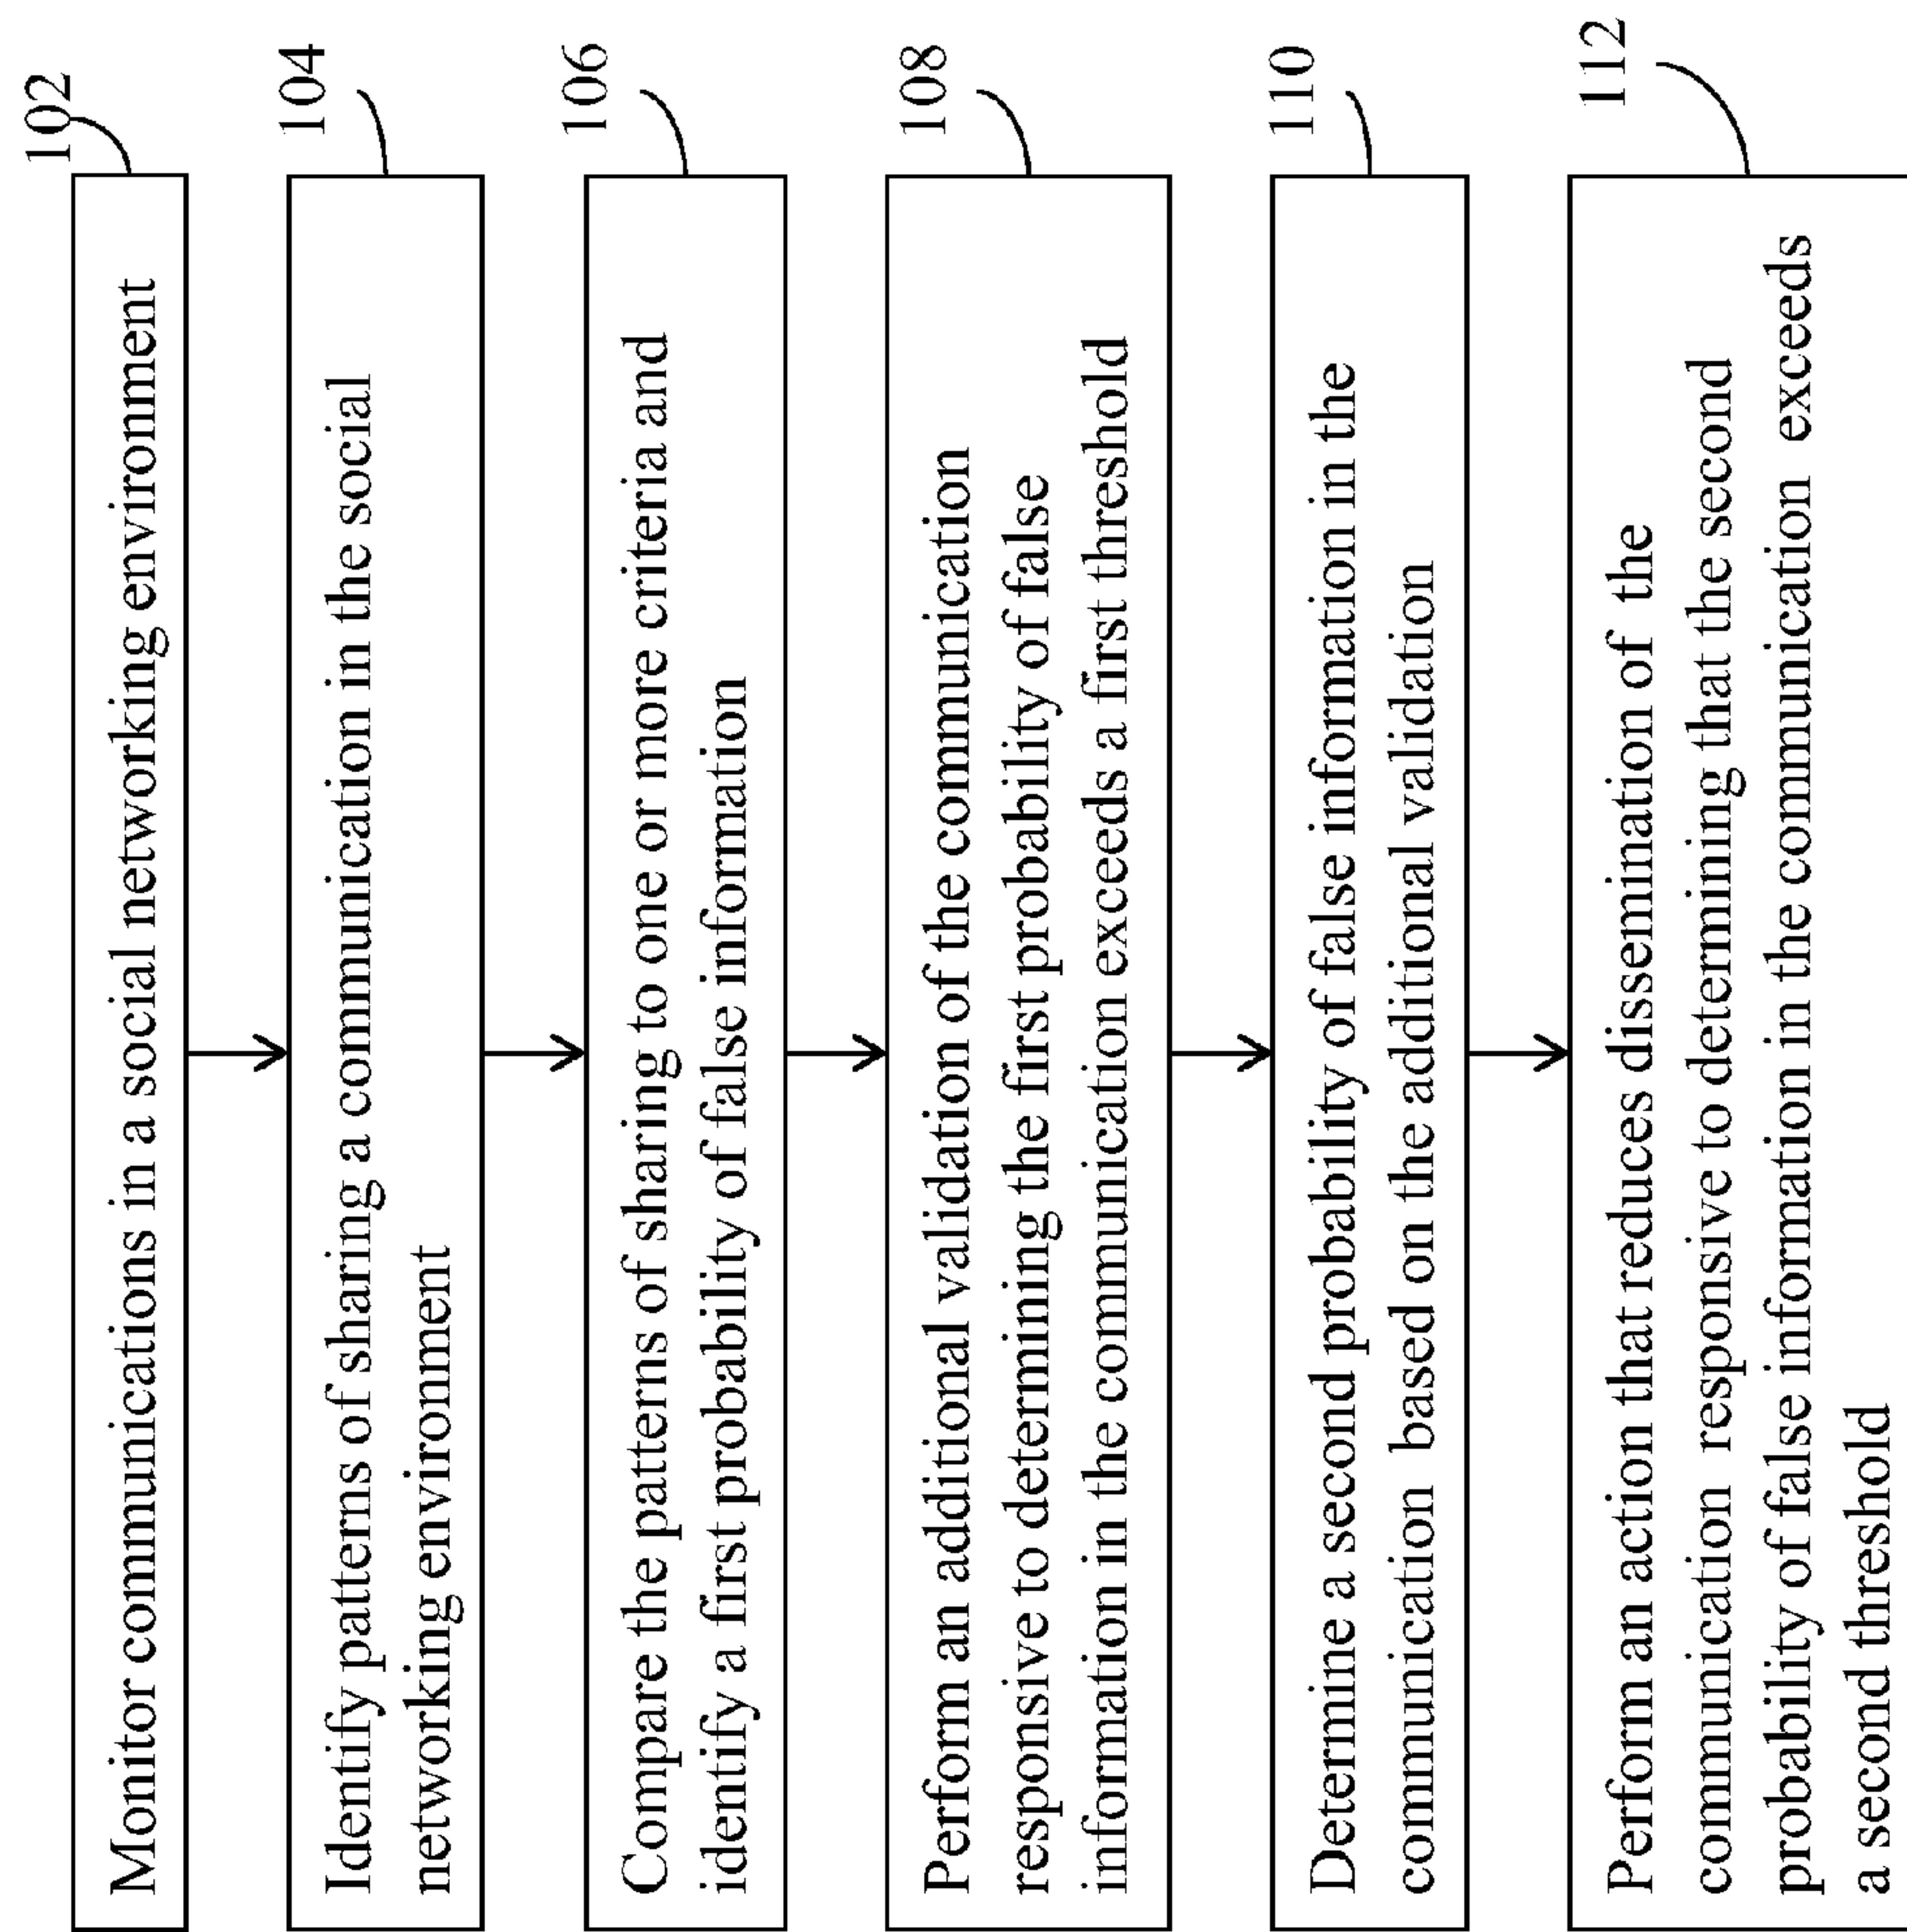 102
Monitor communications in a social networking environment
104
Identify patterns of sharing a communication in the social
networking environment
106
Compare the patterns of sharing to one or more criteria and
identify a first probability of false information
108
Perform an additional validation of the communication
responsive to determining the first probability of false
information in the communication exceeds a first threshold
110
Determine a second probability of false information in the
communication based on the additional validation
112
Perform an action that reduces dissemination of the
communication responsive to determining that the second
probability of false information in the communication exceeds
a second threshold